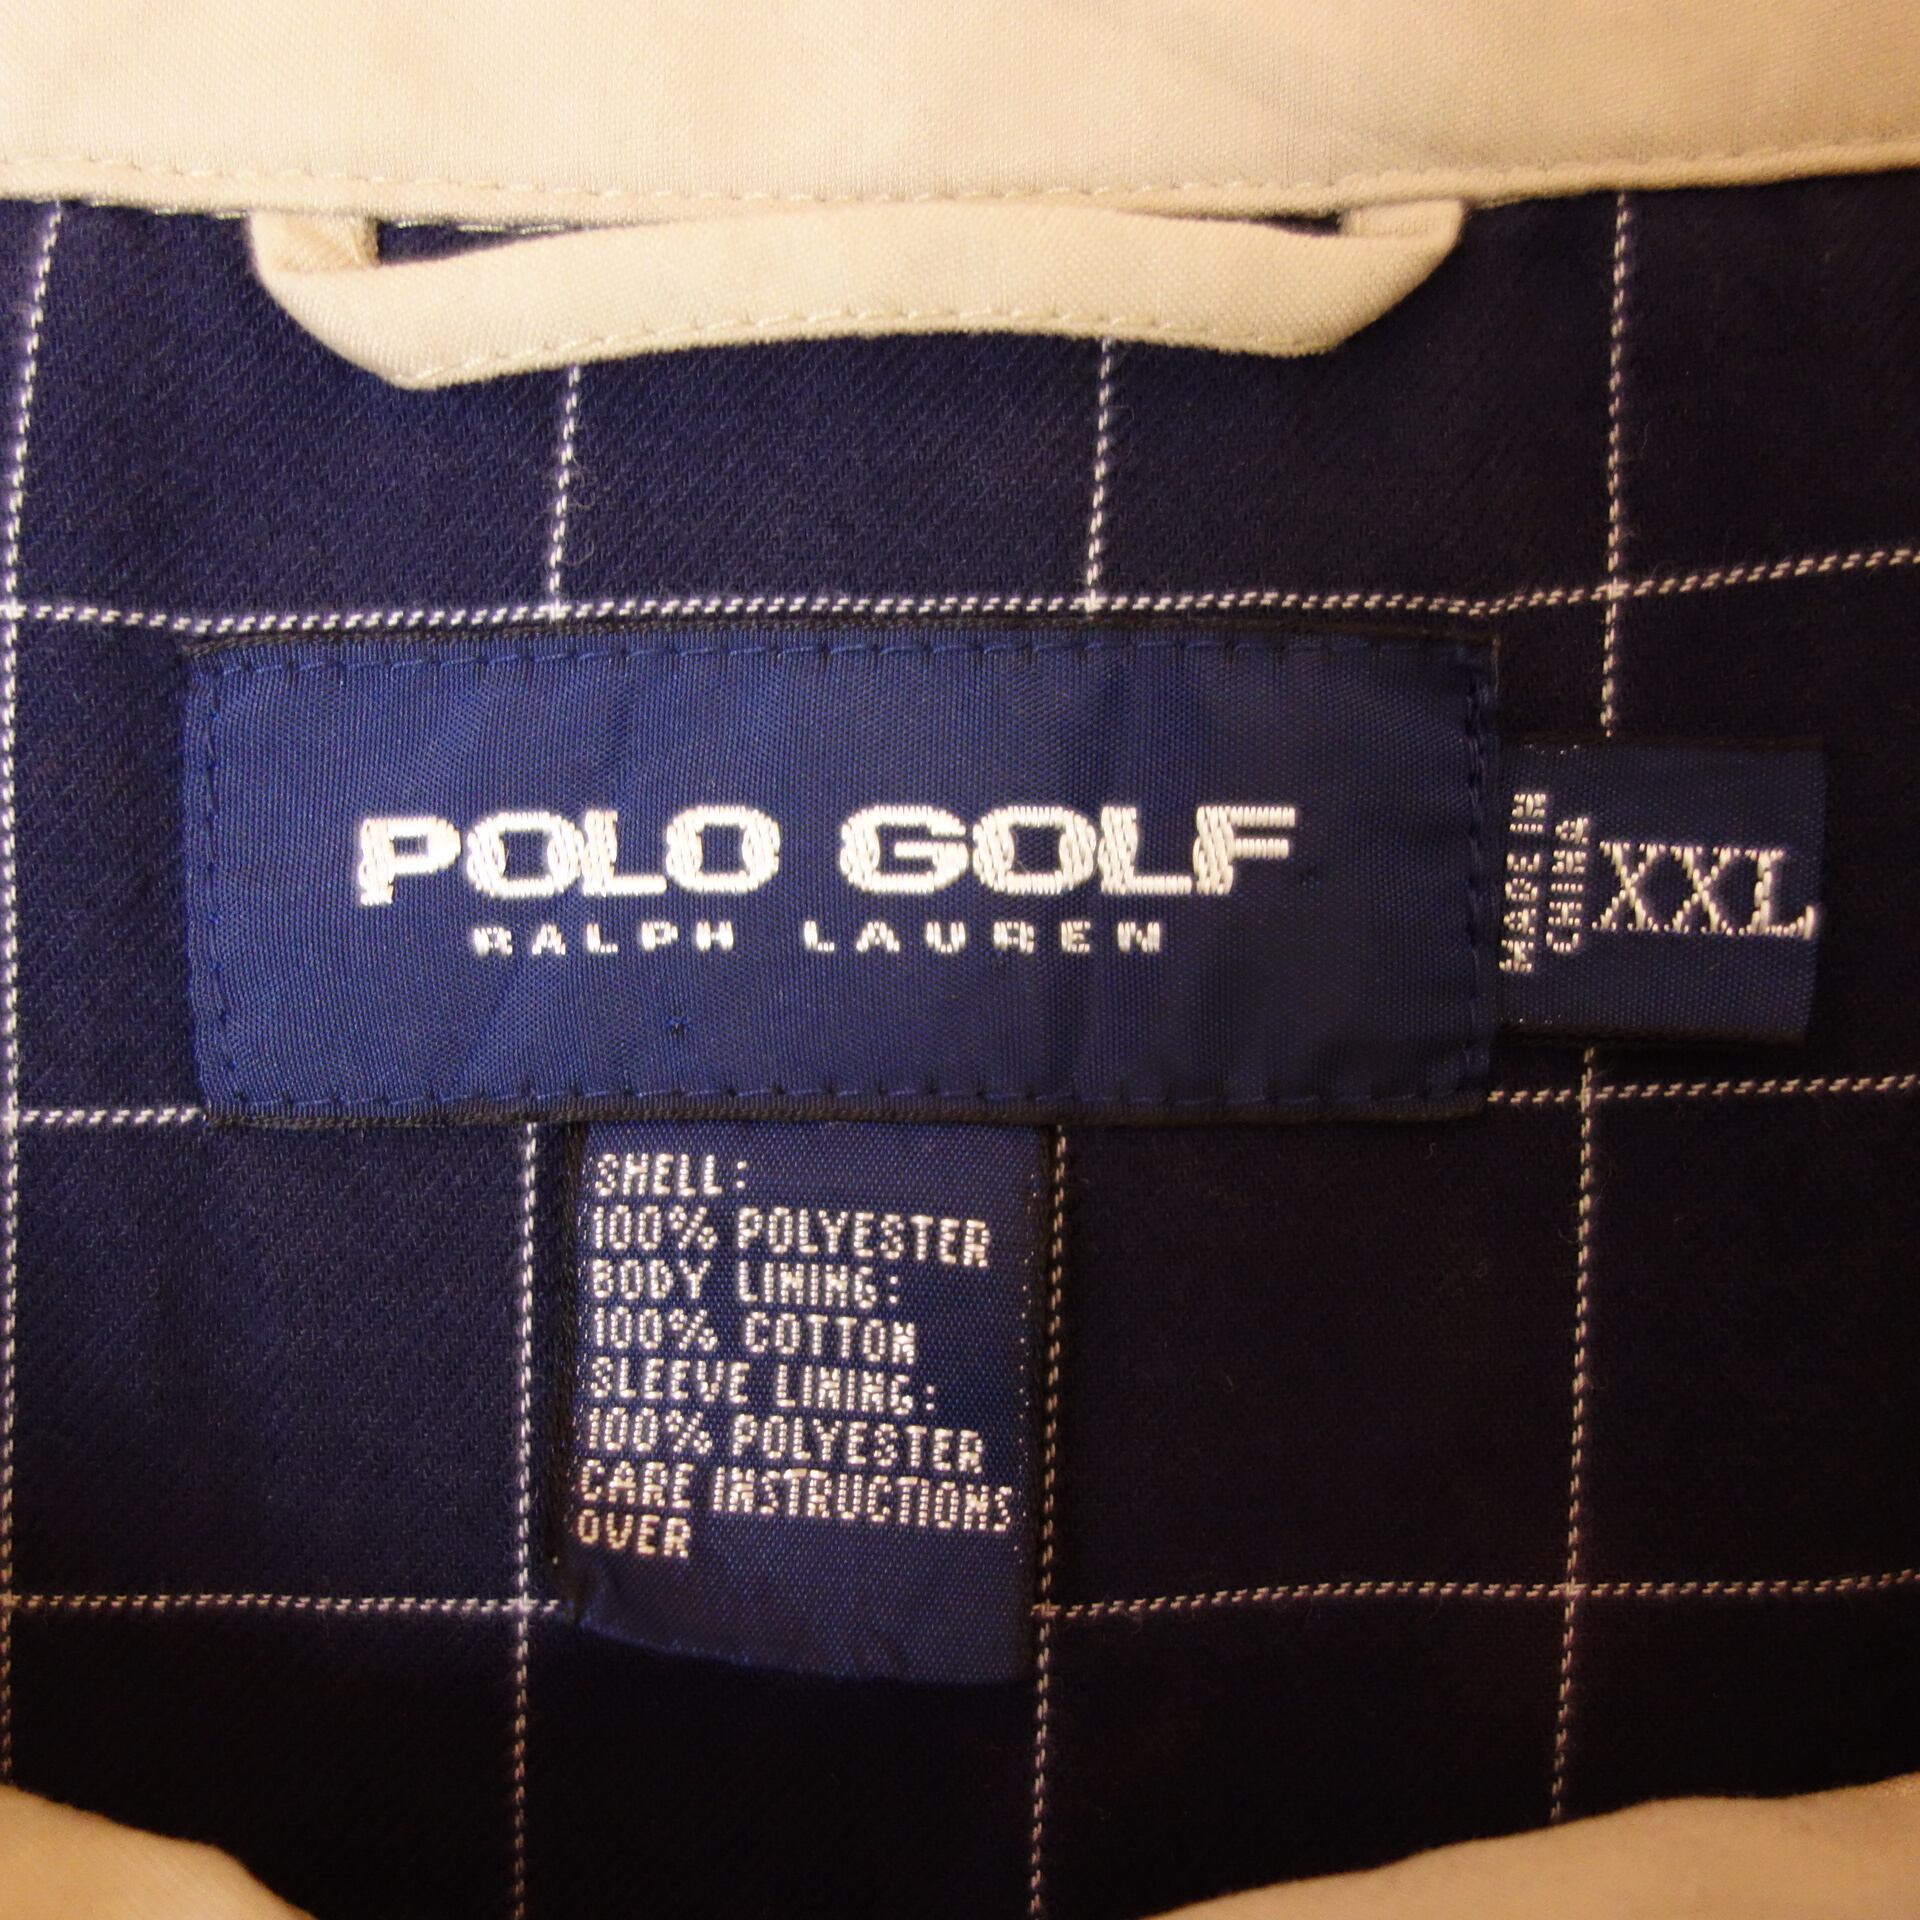 POLO GOLF
RALPH LAUREN
MADE IN
CHINA
XXL
SHELL:
100% POLYESTER
BODY LINING:
100% COTTON
SLEEVE LINING:
100% POLYESTER
CARE INSTRUCTIONS
OVER